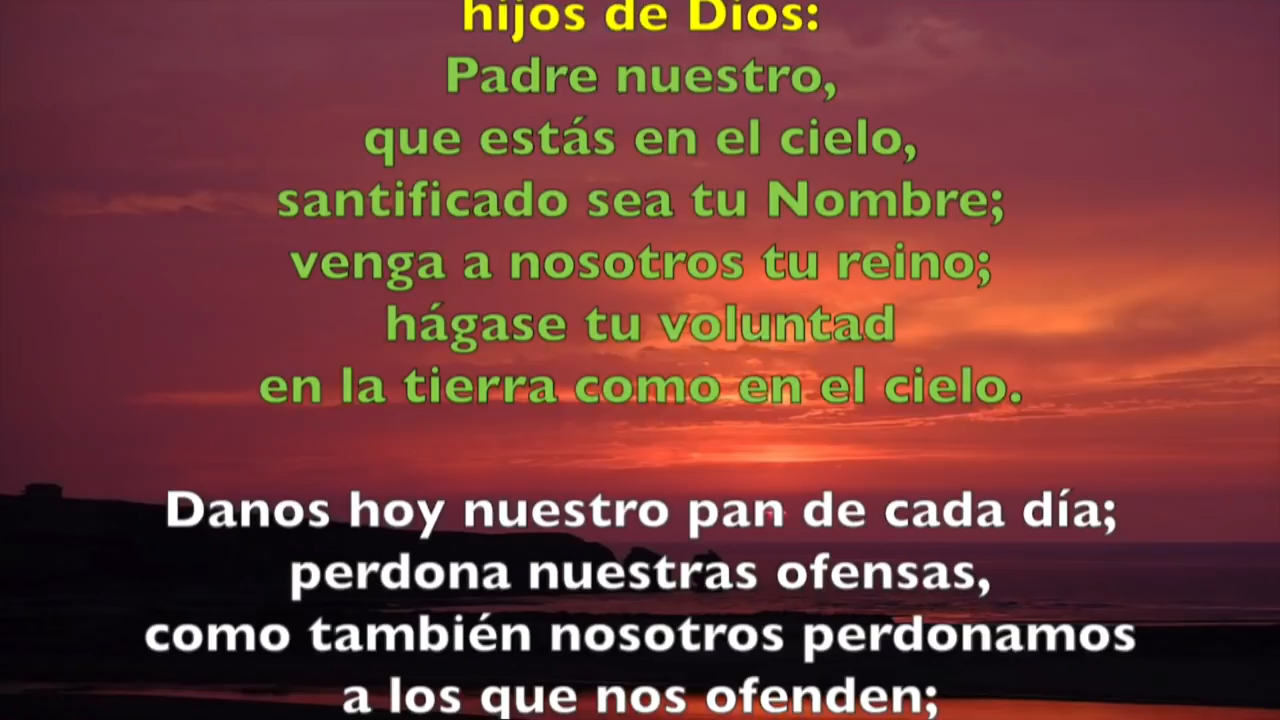 hijos de Dios:
Padre nuestro,
que estás en el cielo,
santificado sea tu Nombre;
venga a nosotros tu reino;
hágase tu voluntad
en la tierra como en el cielo.
Danos hoy nuestro pan de cada día;
perdona nuestras ofensas,
como también nosotros perdonamos
a los que nos ofenden;